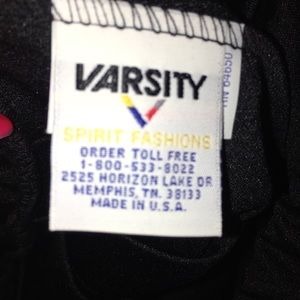 VARSITY
SPIRIT FASHIONS
ORDER TOLL FREE
1-800-533-8022
2525 HORIZON LAKE DR
MEMPHIS, TN. 38133
MADE IN U.S.A.